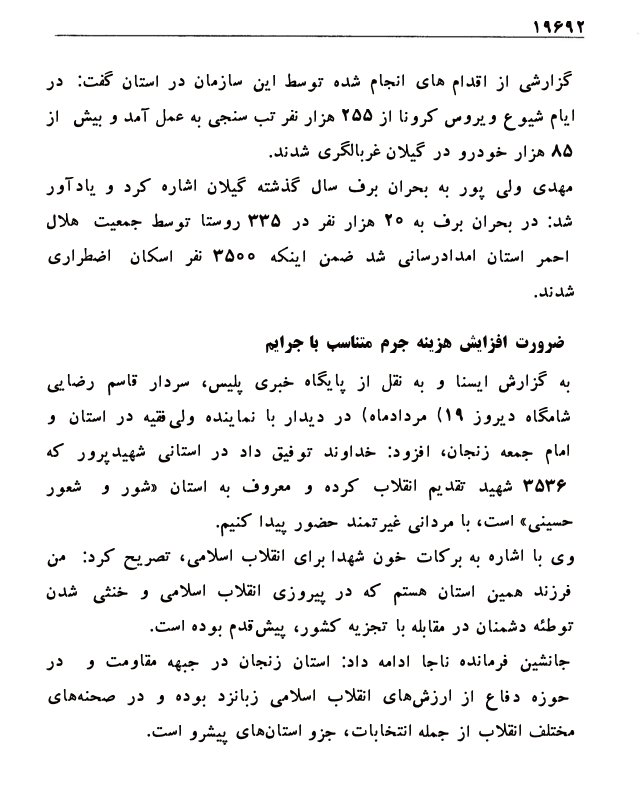 ۱۹۶۹۲
گزارشی از اقدام های انجام شده توسط این سازمان در استان گفت: در
ایام شیوع ویروس کرونا از ۲۵۵ هزار نفر تب سنجی به عمل آمد و بیش از
۸۵ هزار خودرو در گیلان غربالگری شدند.
مهدی ولی پور به بحران برف سال گذشته گیلان اشاره کرد و یادآور
شد: در بحران برف به ۲۰ هزار نفر در ۳۳۵ روستا توسط جمعیت هلال
احمر استان امدادرسانی شد ضمن اینکه ۳۵۰۰ نفر اسکان اضطراری
شدند.
ضرورت افزایش هزینه جرم متناسب با جرایم
به گزارش ایسنا و به نقل از پایگاه خبری پلیس، سردار قاسم رضایی
شامگاه دیروز ۱۹) مردادماه) در دیدار با نماینده ولی‌فقیه در استان و
امام جمعه زنجان، افزود: خداوند توفیق داد در استانی شهیدپرور که
۳۵۳۶ شهید تقدیم انقلاب کرده و معروف به استان «شور و شعور
حسینی» است، با مردانی غیرتمند حضور پیدا کنیم.
وی با اشاره به برکات خون شهدا برای انقلاب اسلامی، تصریح کرد: من
فرزند همین استان هستم که در پیروزی انقلاب اسلامی و خنثی شدن
توطئه دشمنان در مقابله با تجزیه کشور، پیش‌قدم بوده است.
جانشین فرمانده ناجا ادامه داد: استان زنجان در جبهه مقاومت و در
حوزه دفاع از ارزش‌های انقلاب اسلامی زبانزد بوده و در صحنه‌های
مختلف انقلاب از جمله انتخابات، جزو استان‌های پیشرو است.